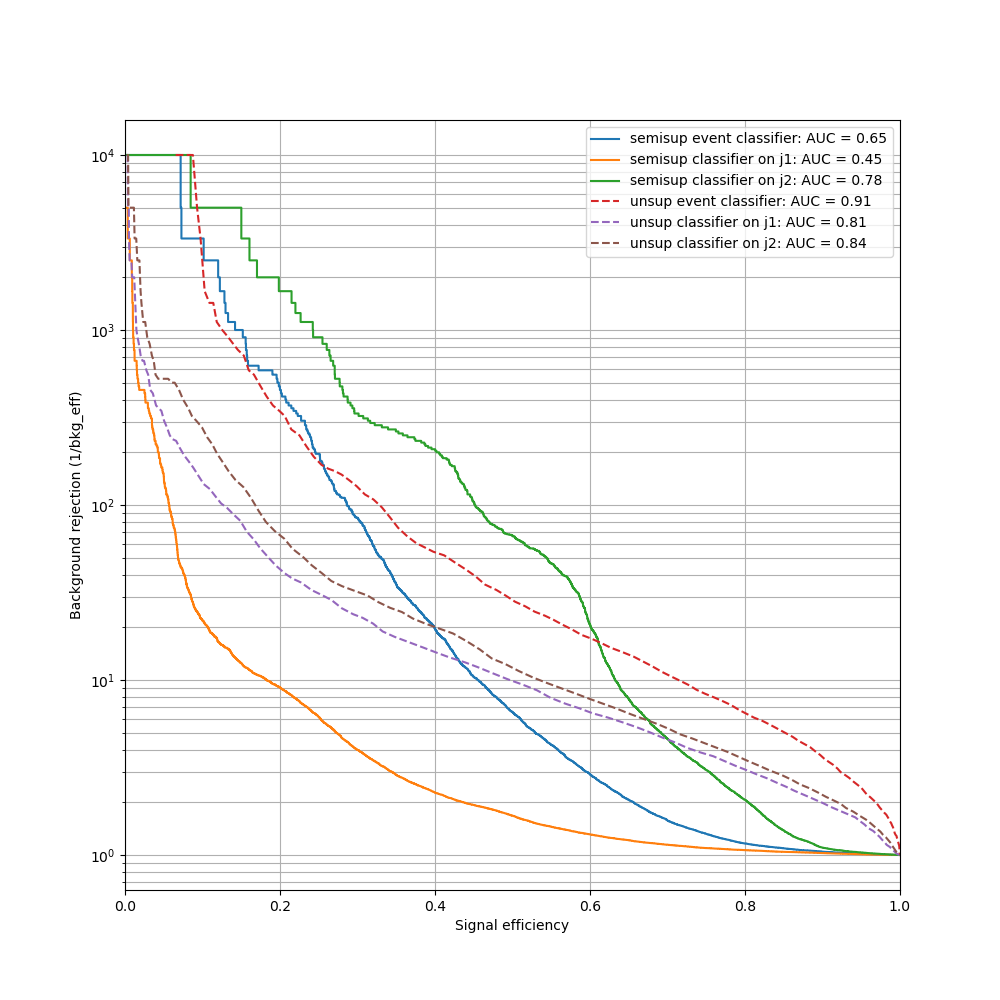 semisup event classifier: AUC = 0.65
semisup classifier on j1: AUC = 0.45
semisup classifier on j2: AUC = 0.78
unsup event classifier: AUC = 0.91
unsup classifier on j1: AUC = 0.81
unsup classifier on j2: AUC = 0.84
Background rejection (1/bkg_eff)
10⁴
10³
10²
10¹
10⁰
0.0 0.2 0.4 0.6 0.8 1.0
Signal efficiency